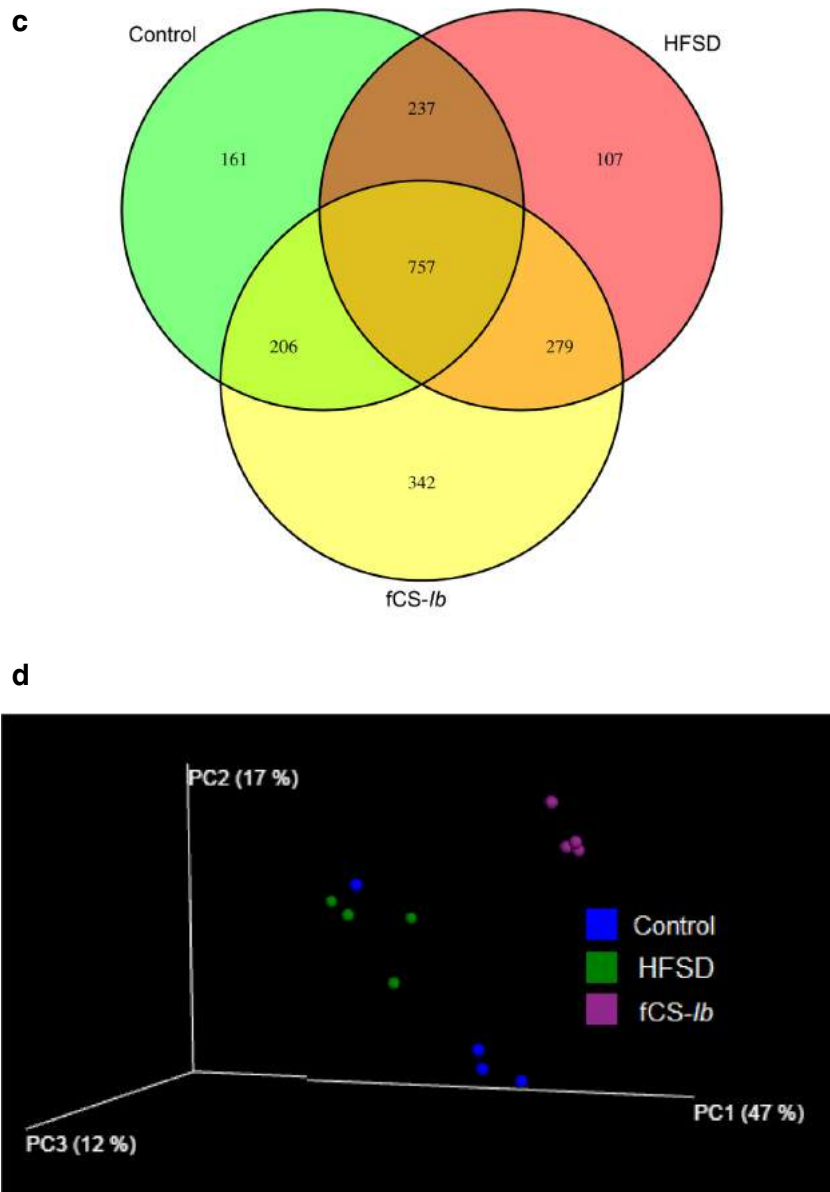 c
Control
HFSD
237
161
107
757
206
279
342
fCS-lb
d
PC2 (17 %)
Control
HFSD
fCS-lb
PC1 (47 %)
PC3 (12 %)